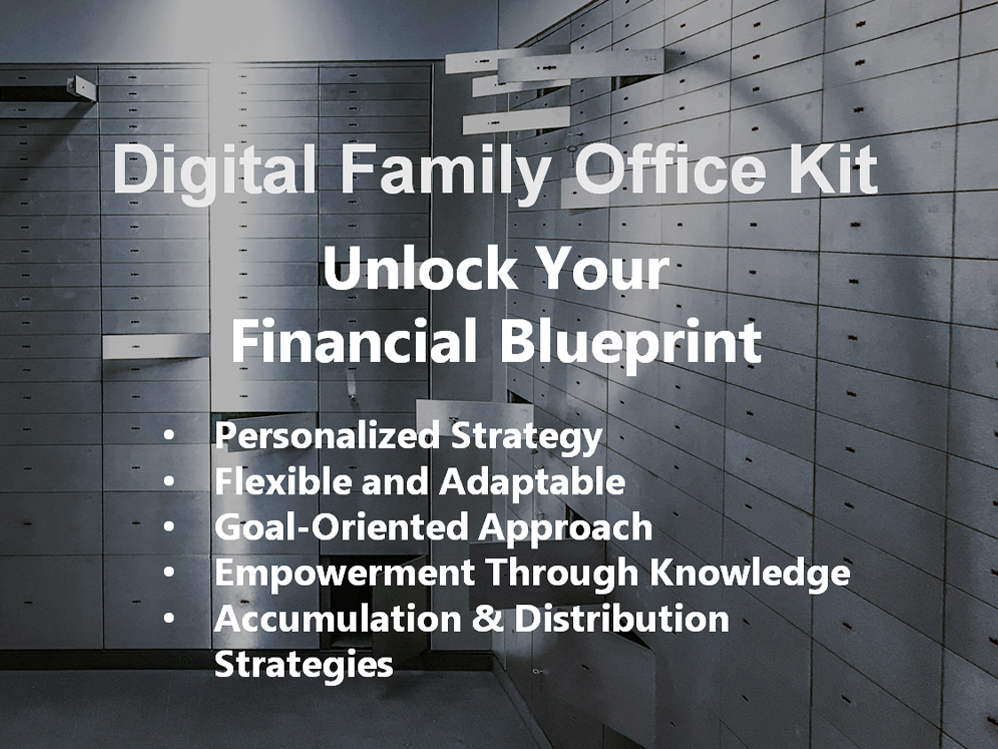 Digital Family Office Kit
Unlock Your
Financial Blueprint
• Personalized Strategy
• Flexible and Adaptable
• Goal-Oriented Approach
• Empowerment Through Knowledge
• Accumulation & Distribution
Strategies